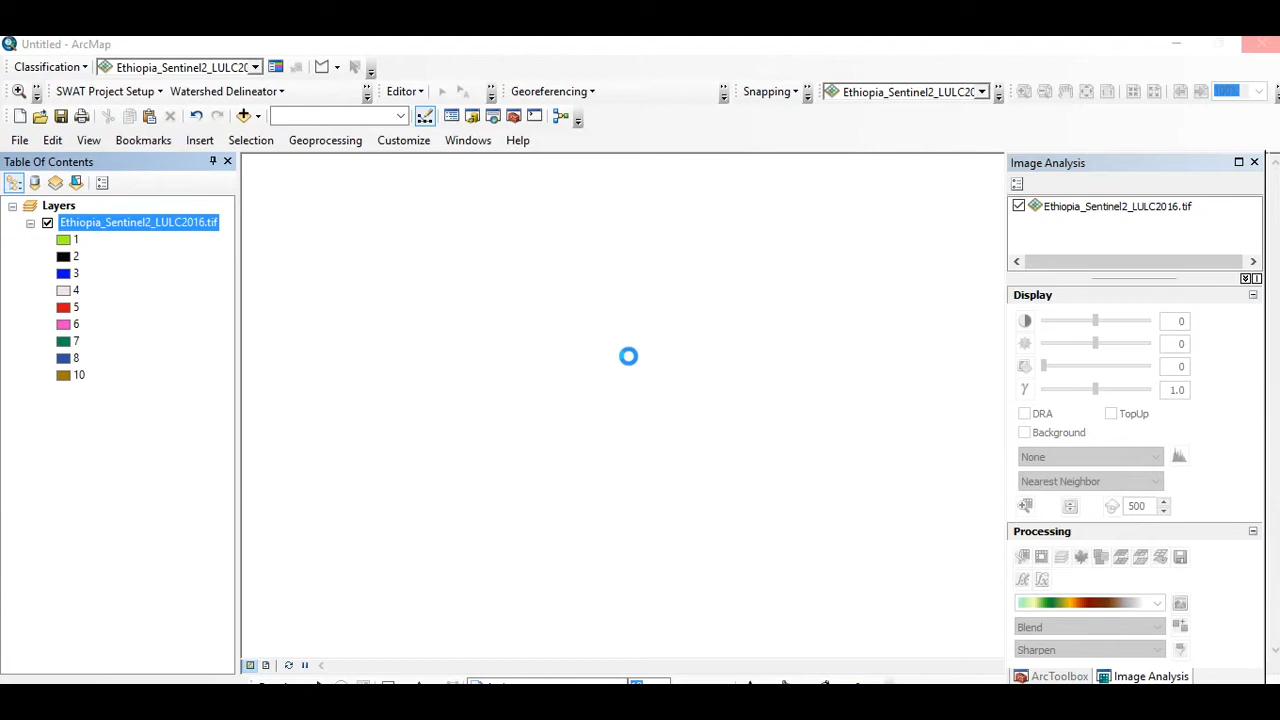 Untitled - ArcMap
Classification Ethiopia_Sentinel2_LULC20
SWAT Project Setup Watershed Delineator Editor Georeferencing Snapping Ethiopia_Sentinel2_LULC20 100%
File Edit View Bookmarks Insert Selection Geoprocessing Customize Windows Help
Table Of Contents
Layers
Ethiopia_Sentinel2_LULC2016.tif
1
2
3
4
5
6
7
8
10
Image Analysis
Ethiopia_Sentinel2_LULC2016.tif
Display
0
0
0
γ 1.0
DRA TopUp
Background
None
Nearest Neighbor
500
Processing
Blend
Sharpen
ArcToolbox Image Analysis